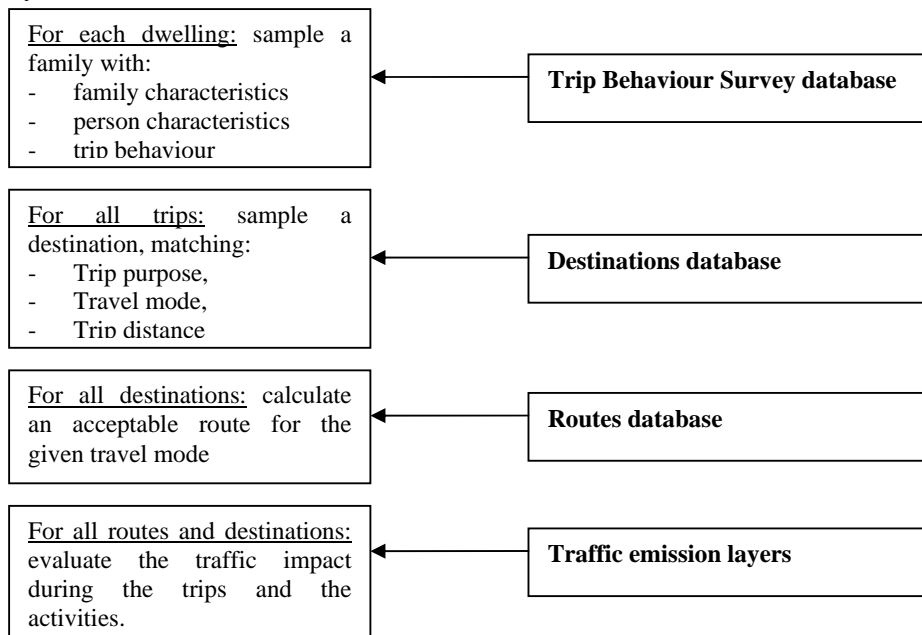 For each dwelling: sample a
family with:
- family characteristics
- person characteristics
- trip behaviour
Trip Behaviour Survey database
For all trips: sample a
destination, matching:
- Trip purpose,
- Travel mode,
- Trip distance
Destinations database
For all destinations: calculate
an acceptable route for the
given travel mode
Routes database
For all routes and destinations:
evaluate the traffic impact
during the trips and the
activities.
Traffic emission layers